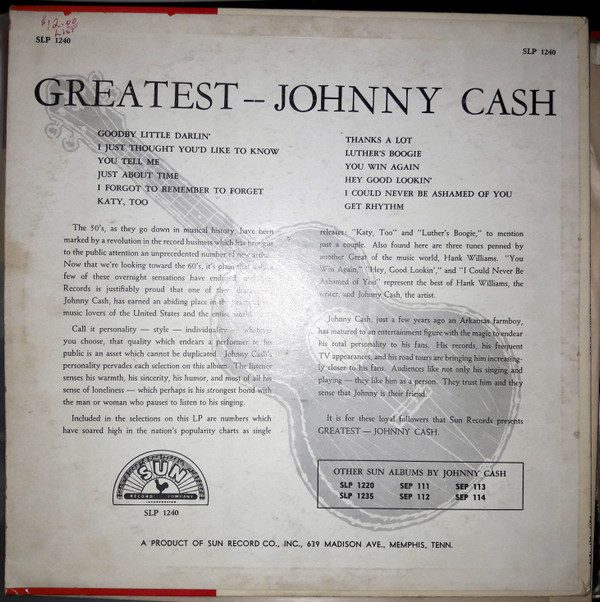 $12.00
LIST
SLP 1240
SLP 1240
GREATEST -- JOHNNY CASH
GOODBY LITTLE DARLIN'
I JUST THOUGHT YOU'D LIKE TO KNOW
YOU TELL ME
JUST ABOUT TIME
I FORGOT TO REMEMBER TO FORGET
KATY, TOO
THANKS A LOT
LUTHER'S BOOGIE
YOU WIN AGAIN
HEY GOOD LOOKIN'
I COULD NEVER BE ASHAMED OF YOU
GET RHYTHM
The 50's, as they go down in musical history, have been
marked by a revolution in the record business which has brought
to the public attention an unprecedented number of new artists.
Now that we're looking toward the 60's, it's plain that only a
few of these overnight sensations have endured, and Sun
Records is justifiably proud that one of
Johnny Cash, has earned an abiding place in the hearts of
music lovers of the United States and the entire world.
Call it personality — style — individuality — whatever
you choose, that quality which endears a performer to his
public is an asset which cannot be duplicated. Johnny Cash's
personality pervades each selection on this album. The listener
senses his warmth, his sincerity, his humor, and most of all his
sense of loneliness — which perhaps is his strongest bond with
the man or woman who pauses to listen to his singing.
Included in the selections on this LP are numbers which
have soared high in the nation's popularity charts as single
releases: "Katy, Too" and "Luther's Boogie," to mention
just a couple. Also found here are three tunes penned by
another Great of the music world, Hank Williams. "You
Win Again," "Hey, Good Lookin'," and "I Could Never Be
Ashamed of You" represent the best of Hank Williams, the
writer, and Johnny Cash, the artist.
Johnny Cash, just a few years ago an Arkansas farmboy,
has matured to an entertainment figure with the magic to endear
his total personality to his fans. His records, his frequent
TV appearances, and his road tours are bringing him increasing-
ly closer to his fans. Audiences like not only his singing and
playing — they like him as a person. They trust him and they
sense that Johnny is their friend.
It is for these loyal followers that Sun Records presents
GREATEST — JOHNNY CASH.
SUN
RECORD COMPANY
SLP 1240
OTHER SUN ALBUMS BY JOHNNY CASH
SLP 1220 SEP 111 SEP 113
SLP 1235 SEP 112 SEP 114
A PRODUCT OF SUN RECORD CO., INC., 639 MADISON AVE., MEMPHIS, TENN.